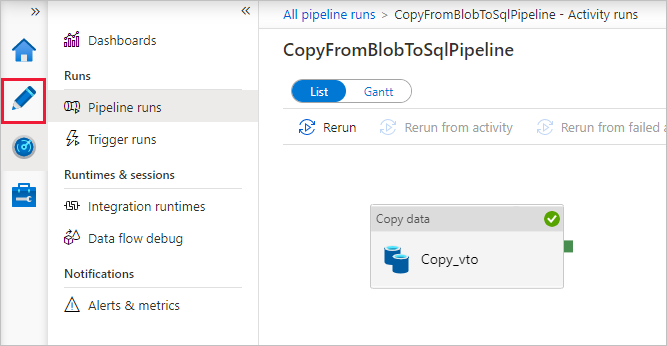 »
«
Dashboards
Runs
Pipeline runs
Trigger runs
Runtimes & sessions
Integration runtimes
Data flow debug
Notifications
Alerts & metrics
All pipeline runs > CopyFromBlobToSqlPipeline - Activity runs
CopyFromBlobToSqlPipeline
List Gantt
Rerun Rerun from activity Rerun from failed a
Copy data
Copy_vto